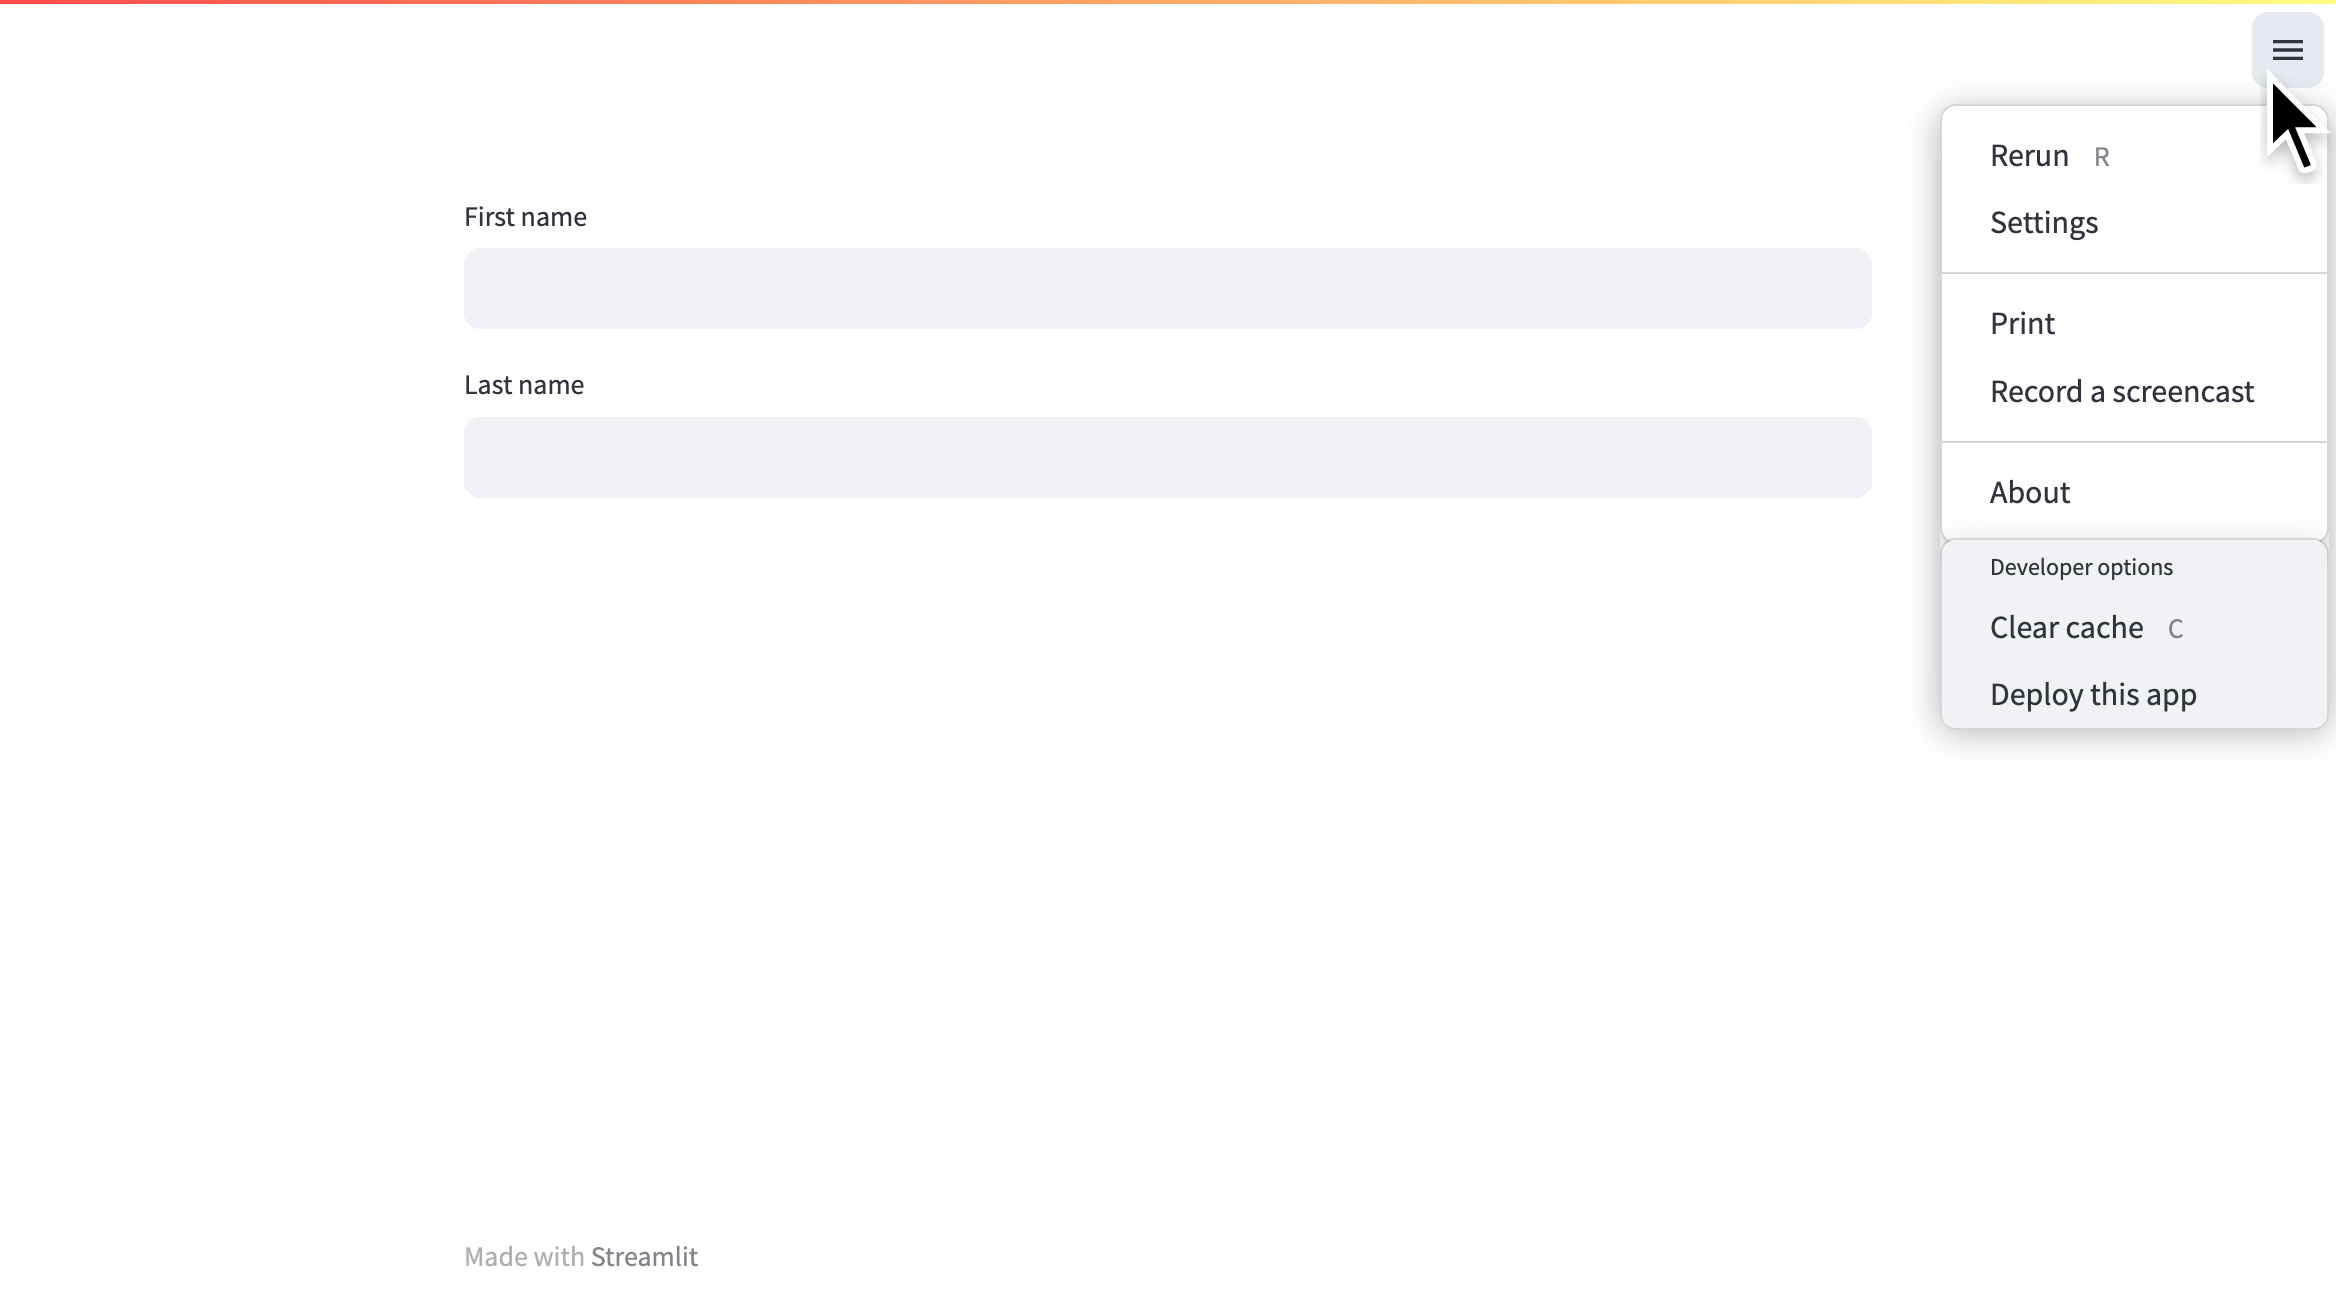 Rerun R
Settings
First name
Print
Last name
Record a screencast
About
Developer options
Clear cache C
Deploy this app
Made with Streamlit